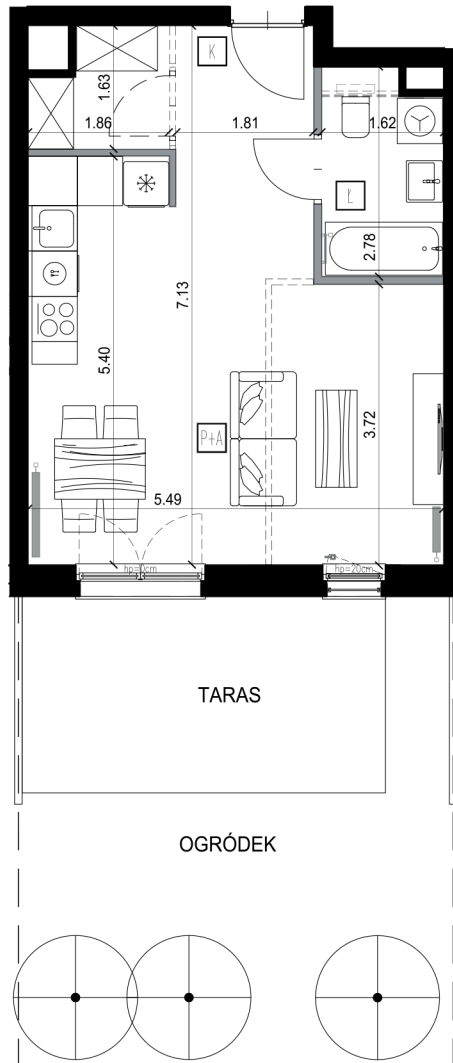 K
1.63
1.86
1.81
1.62
Ł
2.78
7.13
5.40
3.72
P+A
5.49
hp=0cm
hp=20cm
TARAS
OGRÓDEK